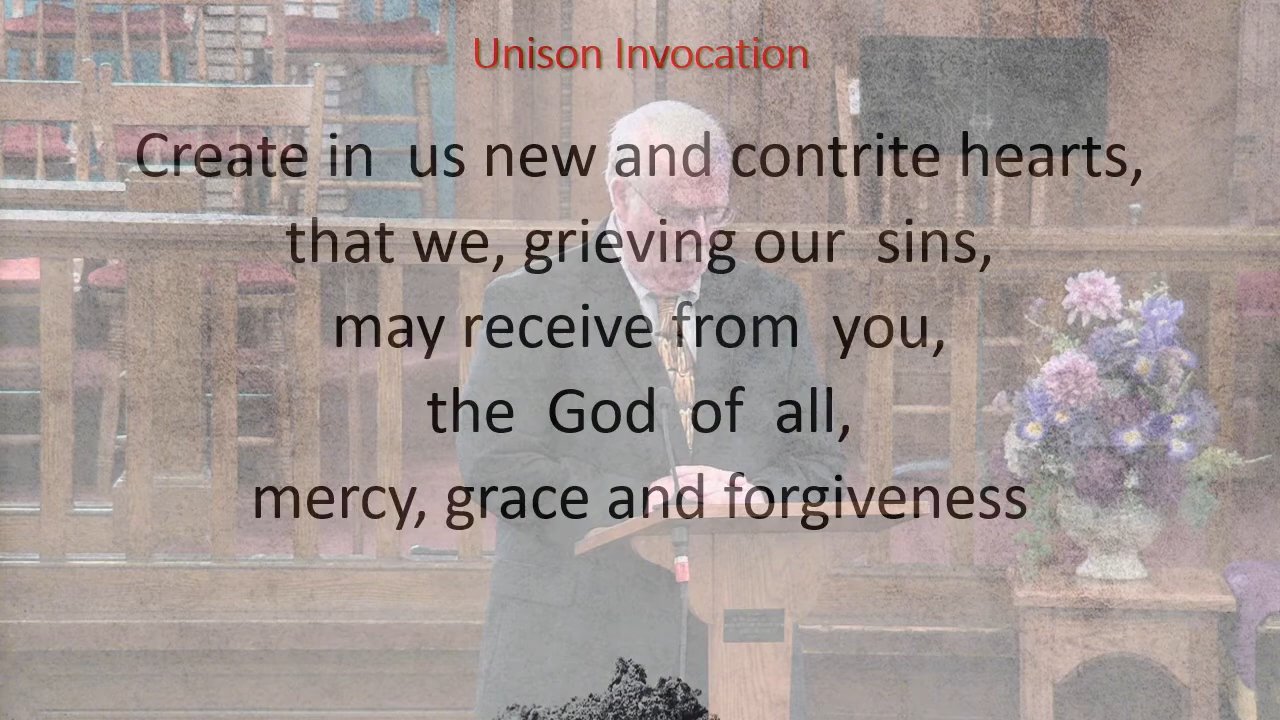 Unison Invocation
Create in us new and contrite hearts,
that we, grieving our sins,
may receive from you,
the God of all,
mercy, grace and forgiveness